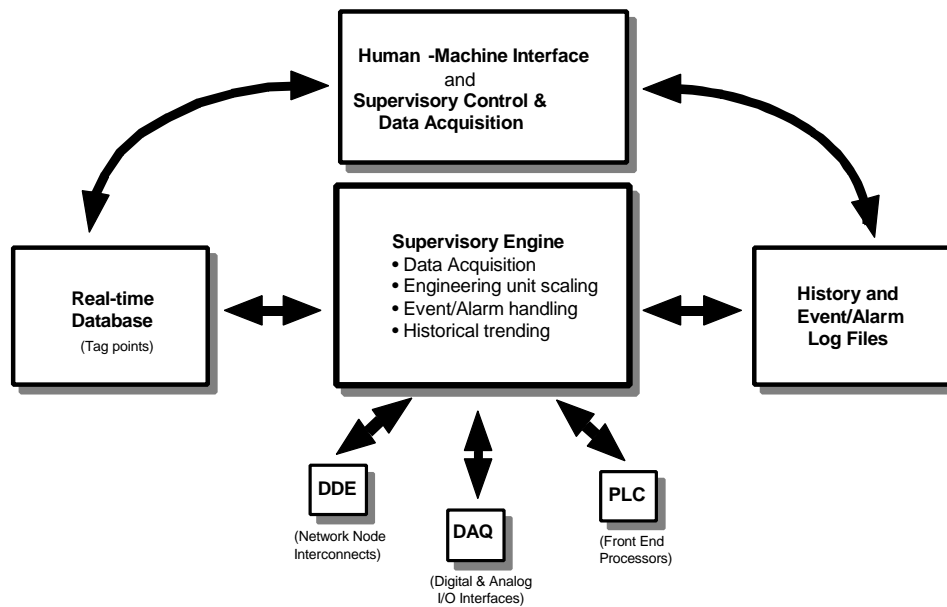 Human -Machine Interface
and
Supervisory Control &
Data Acquisition
Supervisory Engine
• Data Acquisition
• Engineering unit scaling
• Event/Alarm handling
• Historical trending
Real-time
Database
(Tag points)
History and
Event/Alarm
Log Files
DDE
(Network Node
Interconnects)
DAQ
(Digital & Analog
I/O Interfaces)
PLC
(Front End
Processors)